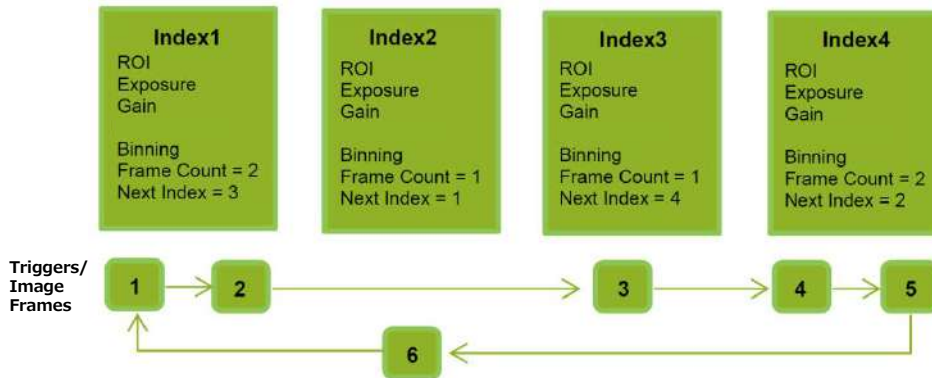 Index1
ROI
Exposure
Gain
Binning
Frame Count = 2
Next Index = 3
Index2
ROI
Exposure
Gain
Binning
Frame Count = 1
Next Index = 1
Index3
ROI
Exposure
Gain
Binning
Frame Count = 1
Next Index = 4
Index4
ROI
Exposure
Gain
Binning
Frame Count = 2
Next Index = 2
Triggers/
Image
Frames
1
2
3
4
5
6